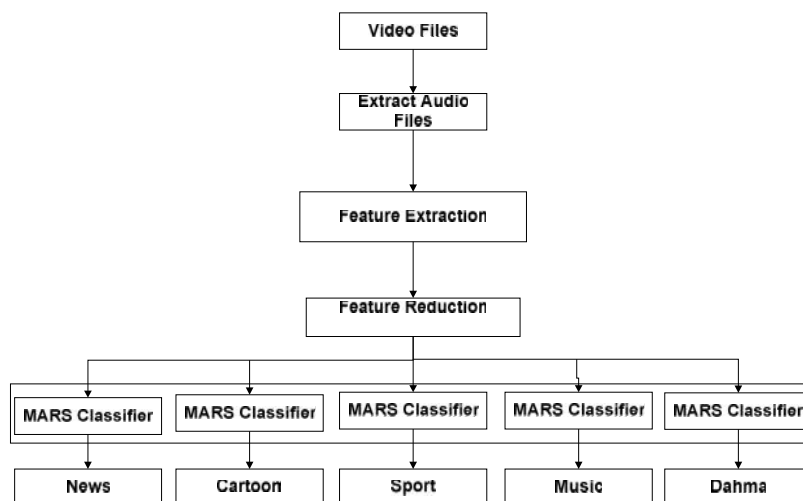 Video Files
Extract Audio
Files
Feature Extraction
Feature Reduction
MARS Classifier
MARS Classifier
MARS Classifier
MARS Classifier
MARS Classifier
News
Cartoon
Sport
Music
Dahma